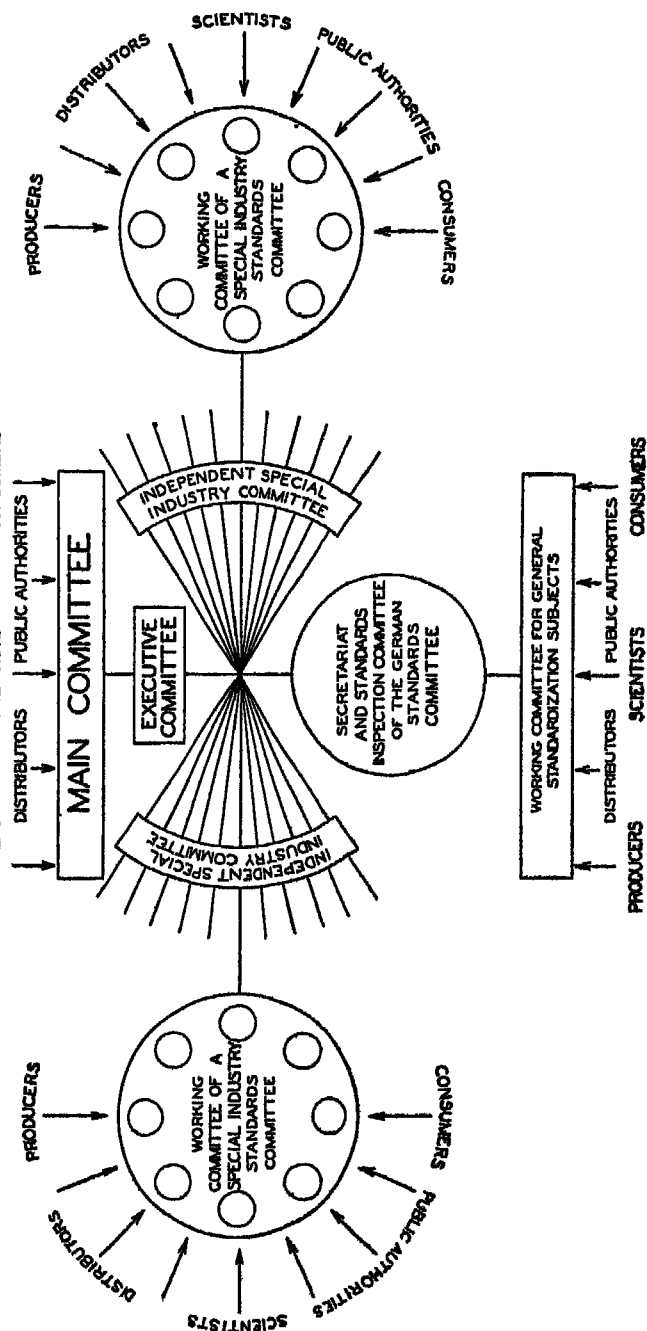 DISTRIBUTORS
PUBLIC AUTHORITIES
MAIN COMMITTEE
EXECUTIVE
COMMITTEE
PRODUCERS
DISTRIBUTORS
SCIENTISTS
PUBLIC AUTHORITIES
CONSUMERS
WORKING
COMMITTEE OF A
SPECIAL INDUSTRY
STANDARDS
COMMITTEE
INDEPENDENT SPECIAL
INDUSTRY COMMITTEE
INDEPENDENT SPECIAL
INDUSTRY COMMITTEE
PRODUCERS
DISTRIBUTORS
SCIENTISTS
PUBLIC AUTHORITIES
CONSUMERS
WORKING
COMMITTEE OF A
SPECIAL INDUSTRY
STANDARDS
COMMITTEE
SECRETARIAT
AND STANDARDS
INSPECTION COMMITTEE
OF THE GERMAN
STANDARDS
COMMITTEE
WORKING COMMITTEE FOR GENERAL
STANDARDIZATION SUBJECTS
DISTRIBUTORS
PUBLIC AUTHORITIES
PRODUCERS
SCIENTISTS
CONSUMERS